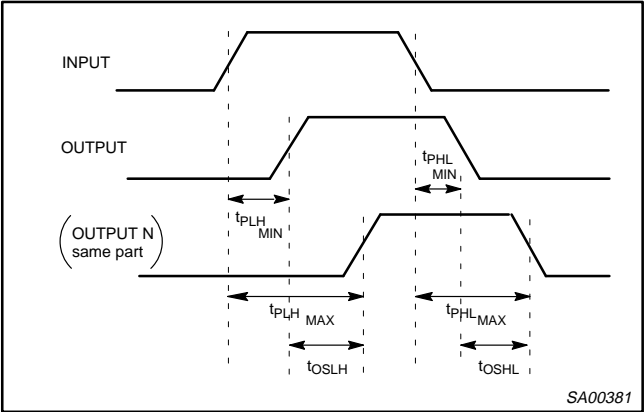 INPUT
OUTPUT
tPHL
MIN
tPLH
MIN
OUTPUT N
same part
tPLH MAX
tPHL MAX
tOSLH
tOSHL
SA00381